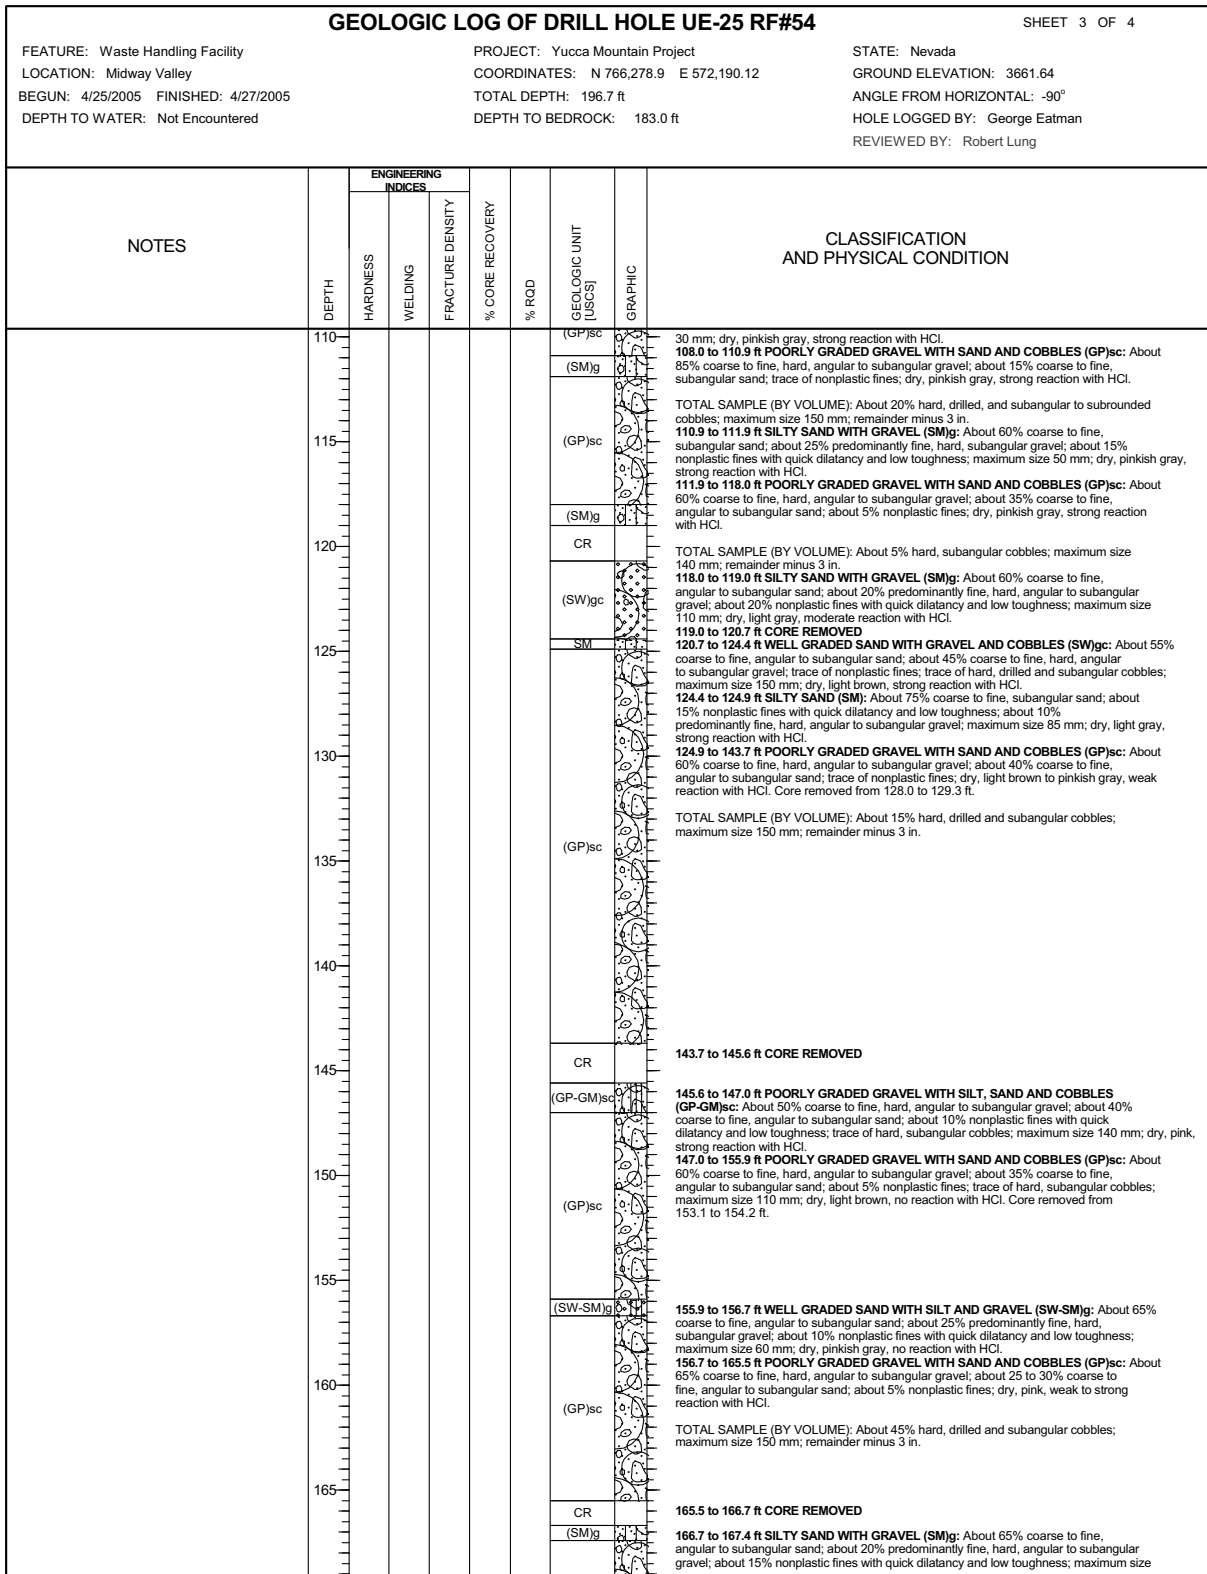 GEOLOGIC LOG OF DRILL HOLE UE-25 RF#54
SHEET 3 OF 4
FEATURE: Waste Handling Facility
PROJECT: Yucca Mountain Project
STATE: Nevada
LOCATION: Midway Valley
COORDINATES: N 766,278.9 E 572,190.12
GROUND ELEVATION: 3661.64
BEGUN: 4/25/2005 FINISHED: 4/27/2005
TOTAL DEPTH: 196.7 ft
ANGLE FROM HORIZONTAL: -90°
DEPTH TO WATER: Not Encountered
DEPTH TO BEDROCK: 183.0 ft
HOLE LOGGED BY: George Eatman
REVIEWED BY: Robert Lung
NOTES
DEPTH
ENGINEERING
INDICES
HARDNESS
WELDING
FRACTURE DENSITY
% CORE RECOVERY
% RQD
GEOLOGIC UNIT
[USCS]
GRAPHIC
CLASSIFICATION
AND PHYSICAL CONDITION
110
115
120
125
130
135
140
145
150
155
160
165
(GP)sc
(SM)g
(GP)sc
(SM)g
CR
(SW)gc
SM
(GP)sc
CR
(GP-GM)sc
(GP)sc
(SW-SM)g
(GP)sc
CR
(SM)g
30 mm; dry, pinkish gray, strong reaction with HCl.
108.0 to 110.9 ft POORLY GRADED GRAVEL WITH SAND AND COBBLES (GP)sc: About
85% coarse to fine, hard, angular to subangular gravel; about 15% coarse to fine,
subangular sand; trace of nonplastic fines; dry, pinkish gray, strong reaction with HCl.
TOTAL SAMPLE (BY VOLUME): About 20% hard, drilled, and subangular to subrounded
cobbles; maximum size 150 mm; remainder minus 3 in.
110.9 to 111.9 ft SILTY SAND WITH GRAVEL (SM)g: About 60% coarse to fine,
subangular sand; about 25% predominantly fine, hard, subangular gravel; about 15%
nonplastic fines with quick dilatancy and low toughness; maximum size 50 mm; dry, pinkish gray,
strong reaction with HCl.
111.9 to 118.0 ft POORLY GRADED GRAVEL WITH SAND AND COBBLES (GP)sc: About
60% coarse to fine, hard, angular to subangular gravel; about 35% coarse to fine,
angular to subangular sand; about 5% nonplastic fines; dry, pinkish gray, strong reaction
with HCl.
TOTAL SAMPLE (BY VOLUME): About 5% hard, subangular cobbles; maximum size
140 mm; remainder minus 3 in.
118.0 to 119.0 ft SILTY SAND WITH GRAVEL (SM)g: About 60% coarse to fine,
angular to subangular sand; about 20% predominantly fine, hard, angular to subangular
gravel; about 20% nonplastic fines with quick dilatancy and low toughness; maximum size
110 mm; dry, light gray, moderate reaction with HCl.
119.0 to 120.7 ft CORE REMOVED
120.7 to 124.4 ft WELL GRADED SAND WITH GRAVEL AND COBBLES (SW)gc: About 55%
coarse to fine, angular to subangular sand; about 45% coarse to fine, hard, angular
to subangular gravel; trace of nonplastic fines; trace of hard, drilled and subangular cobbles;
maximum size 150 mm; dry, light brown, strong reaction with HCl.
124.4 to 124.9 ft SILTY SAND (SM): About 75% coarse to fine, subangular sand; about
15% nonplastic fines with quick dilatancy and low toughness; about 10%
predominantly fine, hard, angular to subangular gravel; maximum size 85 mm; dry, light gray,
strong reaction with HCl.
124.9 to 143.7 ft POORLY GRADED GRAVEL WITH SAND AND COBBLES (GP)sc: About
60% coarse to fine, hard, angular to subangular gravel; about 40% coarse to fine,
angular to subangular sand; trace of nonplastic fines; dry, light brown to pinkish gray, weak
reaction with HCl. Core removed from 128.0 to 129.3 ft.
TOTAL SAMPLE (BY VOLUME): About 15% hard, drilled and subangular cobbles;
maximum size 150 mm; remainder minus 3 in.
143.7 to 145.6 ft CORE REMOVED
145.6 to 147.0 ft POORLY GRADED GRAVEL WITH SILT, SAND AND COBBLES
(GP-GM)sc: About 50% coarse to fine, hard, angular to subangular gravel; about 40%
coarse to fine, angular to subangular sand; about 10% nonplastic fines with quick
dilatancy and low toughness; trace of hard, subangular cobbles; maximum size 140 mm; dry, pink,
strong reaction with HCl.
147.0 to 155.9 ft POORLY GRADED GRAVEL WITH SAND AND COBBLES (GP)sc: About
60% coarse to fine, hard, angular to subangular gravel; about 35% coarse to fine,
angular to subangular sand; about 5% nonplastic fines; trace of hard, subangular cobbles;
maximum size 110 mm; dry, light brown, no reaction with HCl. Core removed from
153.1 to 154.2 ft.
155.9 to 156.7 ft WELL GRADED SAND WITH SILT AND GRAVEL (SW-SM)g: About 65%
coarse to fine, angular to subangular sand; about 25% predominantly fine, hard,
subangular gravel; about 10% nonplastic fines with quick dilatancy and low toughness;
maximum size 60 mm; dry, pinkish gray, no reaction with HCl.
156.7 to 165.5 ft POORLY GRADED GRAVEL WITH SAND AND COBBLES (GP)sc: About
65% coarse to fine, hard, angular to subangular gravel; about 25 to 30% coarse to
fine, angular to subangular sand; about 5% nonplastic fines; dry, pink, weak to strong
reaction with HCl.
TOTAL SAMPLE (BY VOLUME): About 45% hard, drilled and subangular cobbles;
maximum size 150 mm; remainder minus 3 in.
165.5 to 166.7 ft CORE REMOVED
166.7 to 167.4 ft SILTY SAND WITH GRAVEL (SM)g: About 65% coarse to fine,
angular to subangular sand; about 20% predominantly fine, hard, angular to subangular
gravel; about 15% nonplastic fines with quick dilatancy and low toughness; maximum size